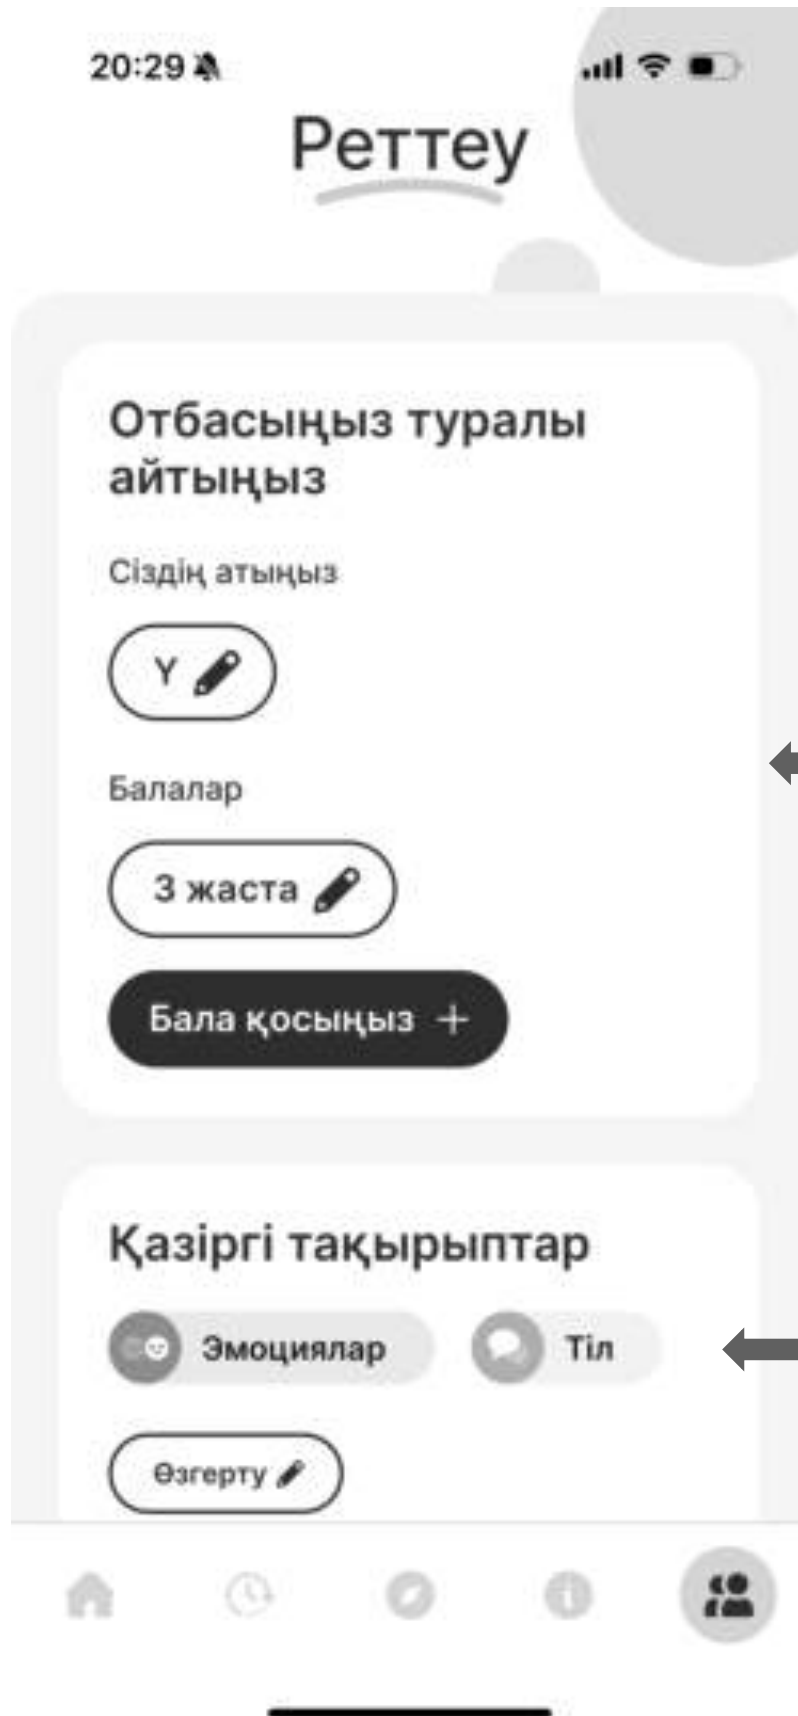 20:29
Реттеу
Отбасыңыз туралы
айтыңыз
Сіздің атыңыз
Y
Балалар
3 жаста
Бала қосыңыз +
Қазіргі тақырыптар
Эмоциялар
Тіл
Өзгерту